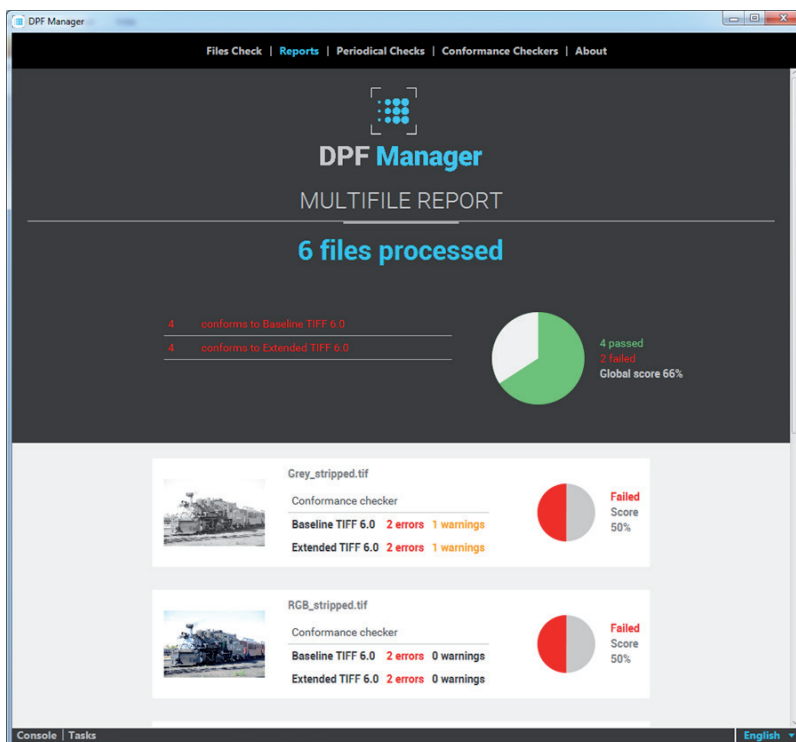 DPF Manager
Files Check | Reports | Periodical Checks | Conformance Checkers | About
DPF Manager
MULTIFILE REPORT
6 files processed
4 conforms to Baseline TIFF 6.0
4 conforms to Extended TIFF 6.0
4 passed
2 failed
Global score 66%
Grey_stripped.tif
Conformance checker
Baseline TIFF 6.0 2 errors 1 warnings
Extended TIFF 6.0 2 errors 1 warnings
Failed
Score
50%
RGB_stripped.tif
Conformance checker
Baseline TIFF 6.0 2 errors 0 warnings
Extended TIFF 6.0 2 errors 0 warnings
Failed
Score
50%
Console | Tasks
English